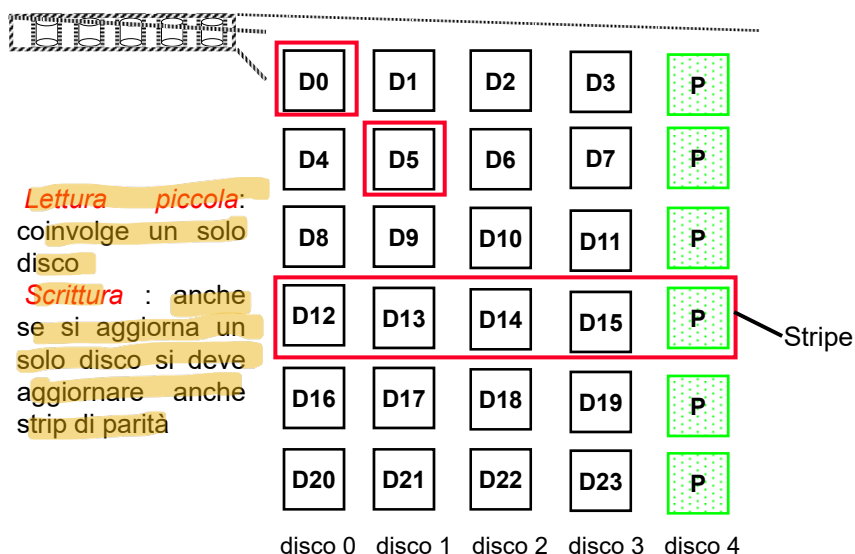 D0 D1 D2 D3 P
D4 D5 D6 D7 P
Lettura piccola:
coinvolge un solo
disco
Scrittura : anche
se si aggiorna un
solo disco si deve
aggiornare anche
strip di parità
D8 D9 D10 D11 P
D12 D13 D14 D15 P
Stripe
D16 D17 D18 D19 P
D20 D21 D22 D23 P
disco 0 disco 1 disco 2 disco 3 disco 4